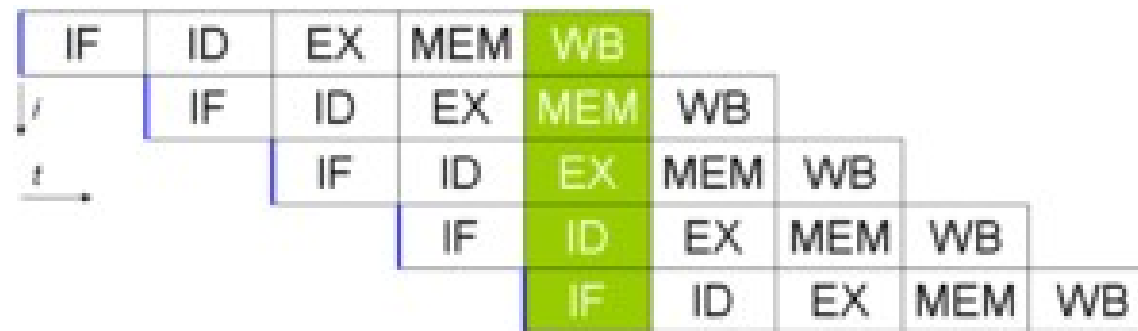 IF ID EX MEM WB
i IF ID EX MEM WB
t IF ID EX MEM WB
IF ID EX MEM WB
IF ID EX MEM WB